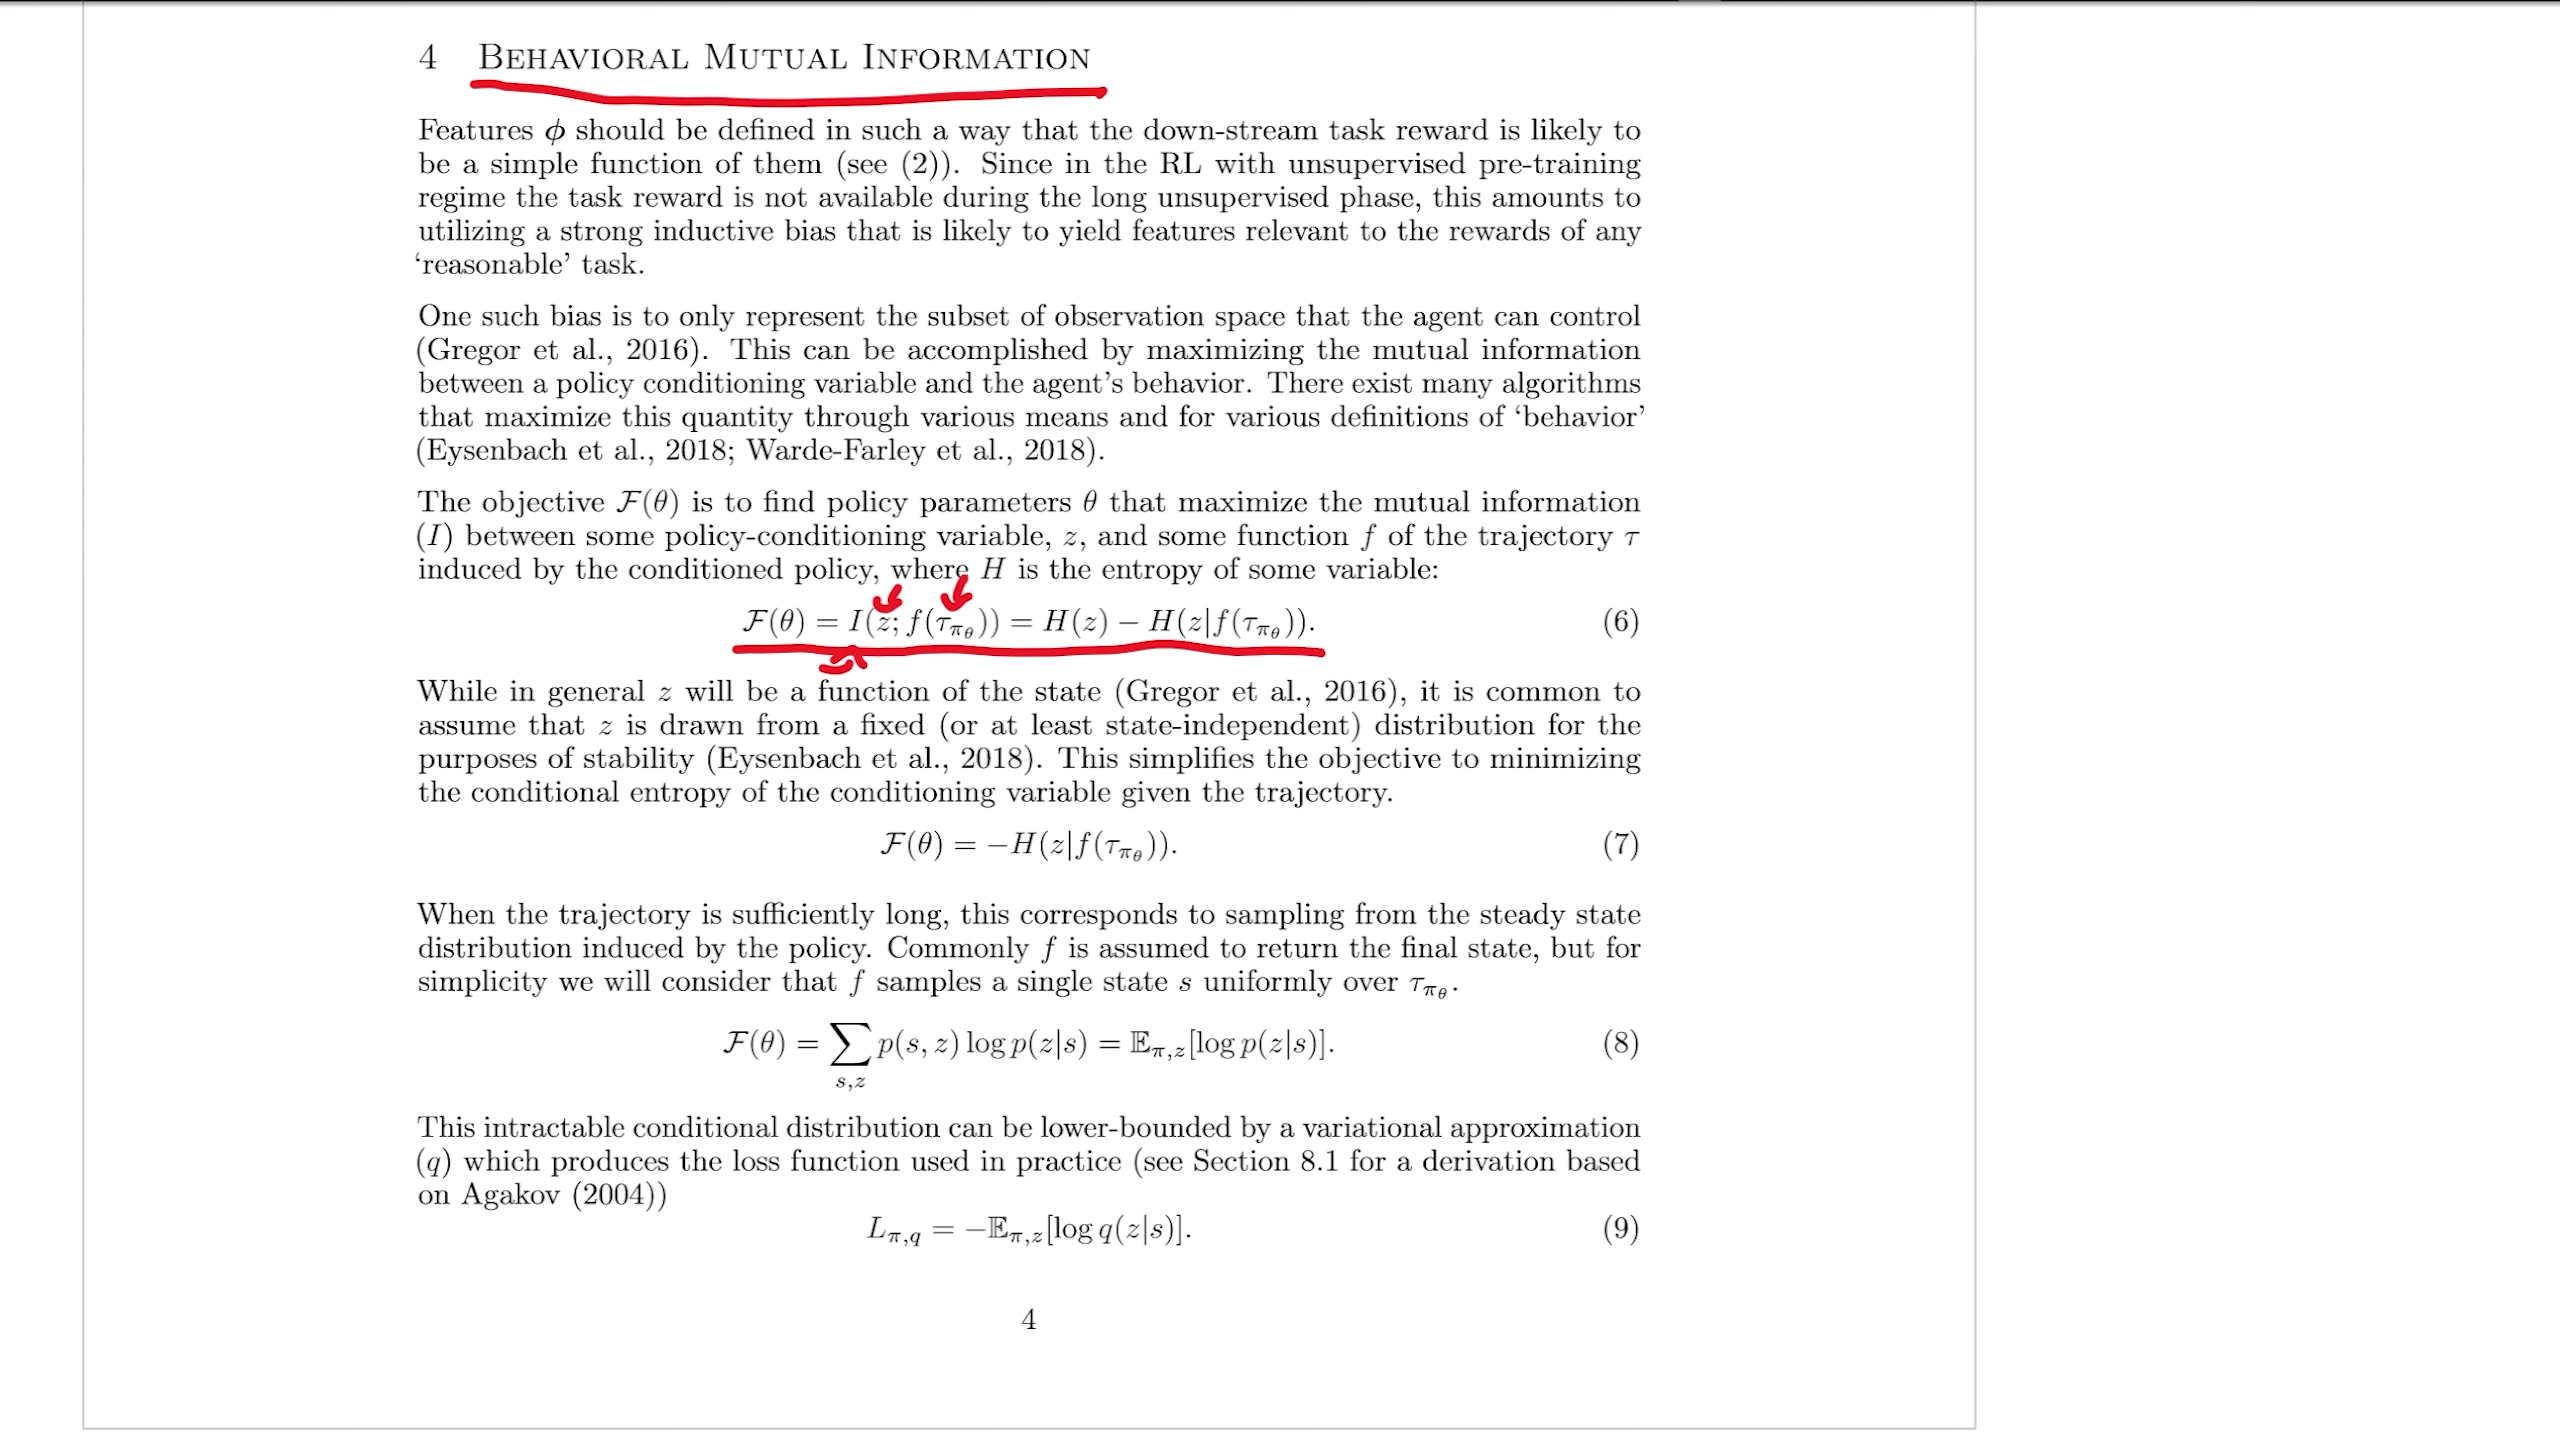 4 BEHAVIORAL MUTUAL INFORMATION
Features ϕ should be defined in such a way that the down-stream task reward is likely to
be a simple function of them (see (2)). Since in the RL with unsupervised pre-training
regime the task reward is not available during the long unsupervised phase, this amounts to
utilizing a strong inductive bias that is likely to yield features relevant to the rewards of any
‘reasonable’ task.
One such bias is to only represent the subset of observation space that the agent can control
(Gregor et al., 2016). This can be accomplished by maximizing the mutual information
between a policy conditioning variable and the agent’s behavior. There exist many algorithms
that maximize this quantity through various means and for various definitions of ‘behavior’
(Eysenbach et al., 2018; Warde-Farley et al., 2018).
The objective F(θ) is to find policy parameters θ that maximize the mutual information
(I) between some policy-conditioning variable, z, and some function f of the trajectory τ
induced by the conditioned policy, where H is the entropy of some variable:
F(θ) = I(z; f(τ_{π_θ})) = H(z) − H(z|f(τ_{π_θ})). (6)
While in general z will be a function of the state (Gregor et al., 2016), it is common to
assume that z is drawn from a fixed (or at least state-independent) distribution for the
purposes of stability (Eysenbach et al., 2018). This simplifies the objective to minimizing
the conditional entropy of the conditioning variable given the trajectory.
F(θ) = −H(z|f(τ_{π_θ})). (7)
When the trajectory is sufficiently long, this corresponds to sampling from the steady state
distribution induced by the policy. Commonly f is assumed to return the final state, but for
simplicity we will consider that f samples a single state s uniformly over τ_{π_θ}.
F(θ) = ∑_{s,z} p(s, z) log p(z|s) = 𝔼_{π,z}[log p(z|s)]. (8)
This intractable conditional distribution can be lower-bounded by a variational approximation
(q) which produces the loss function used in practice (see Section 8.1 for a derivation based
on Agakov (2004))
L_{π,q} = −𝔼_{π,z}[log q(z|s)]. (9)
4